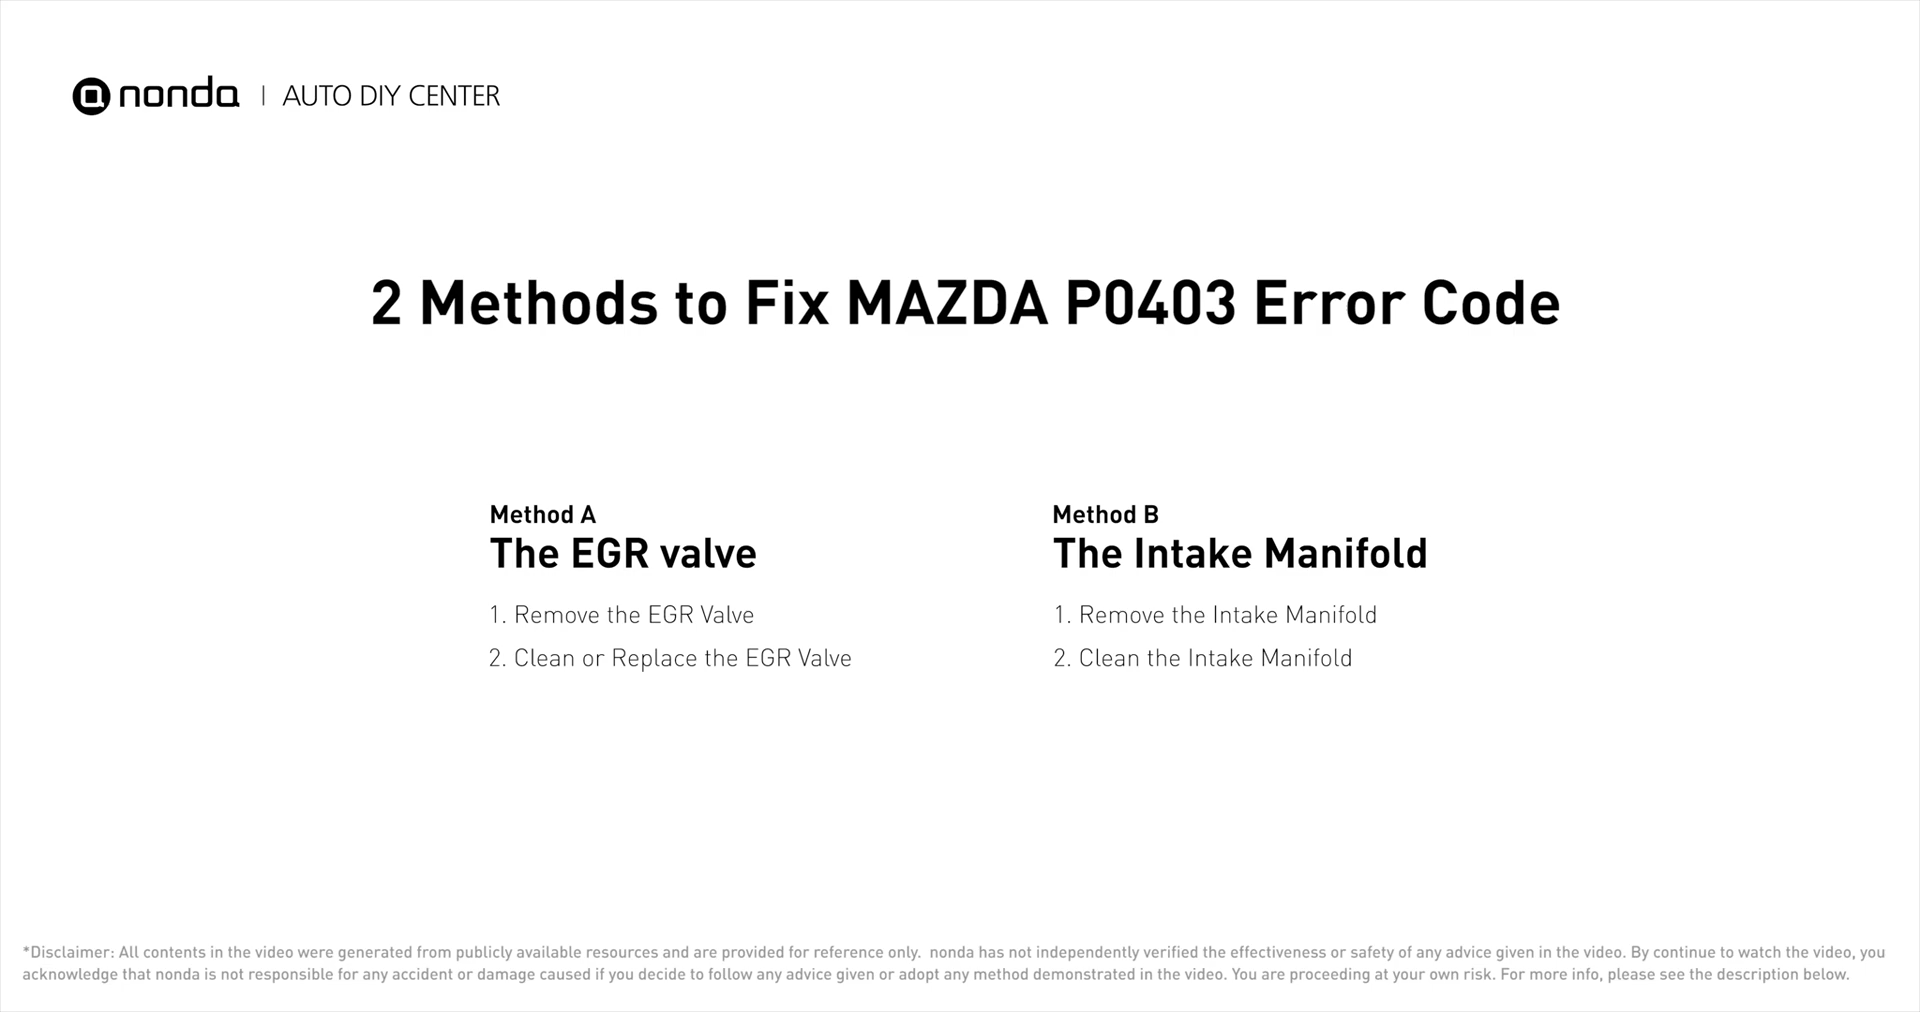 nonda | AUTO DIY CENTER
2 Methods to Fix MAZDA P0403 Error Code
Method A
The EGR valve
1. Remove the EGR Valve
2. Clean or Replace the EGR Valve
Method B
The Intake Manifold
1. Remove the Intake Manifold
2. Clean the Intake Manifold
*Disclaimer: All contents in the video were generated from publicly available resources and are provided for reference only.  nonda has not independently verified the effectiveness or safety of any advice given in the video. By continue to watch the video, you
acknowledge that nonda is not responsible for any accident or damage caused if you decide to follow any advice given or adopt any method demonstrated in the video. You are proceeding at your own risk. For more info, please see the description below.